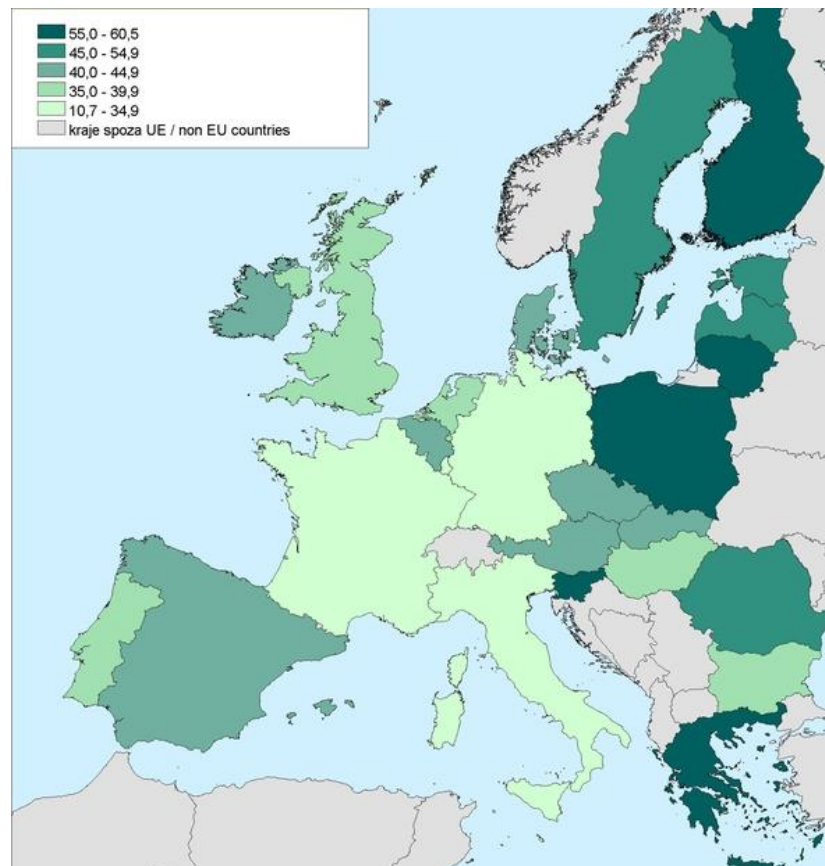 55,0 - 60,5
45,0 - 54,9
40,0 - 44,9
35,0 - 39,9
10,7 - 34,9
kraje spoza UE / non EU countries